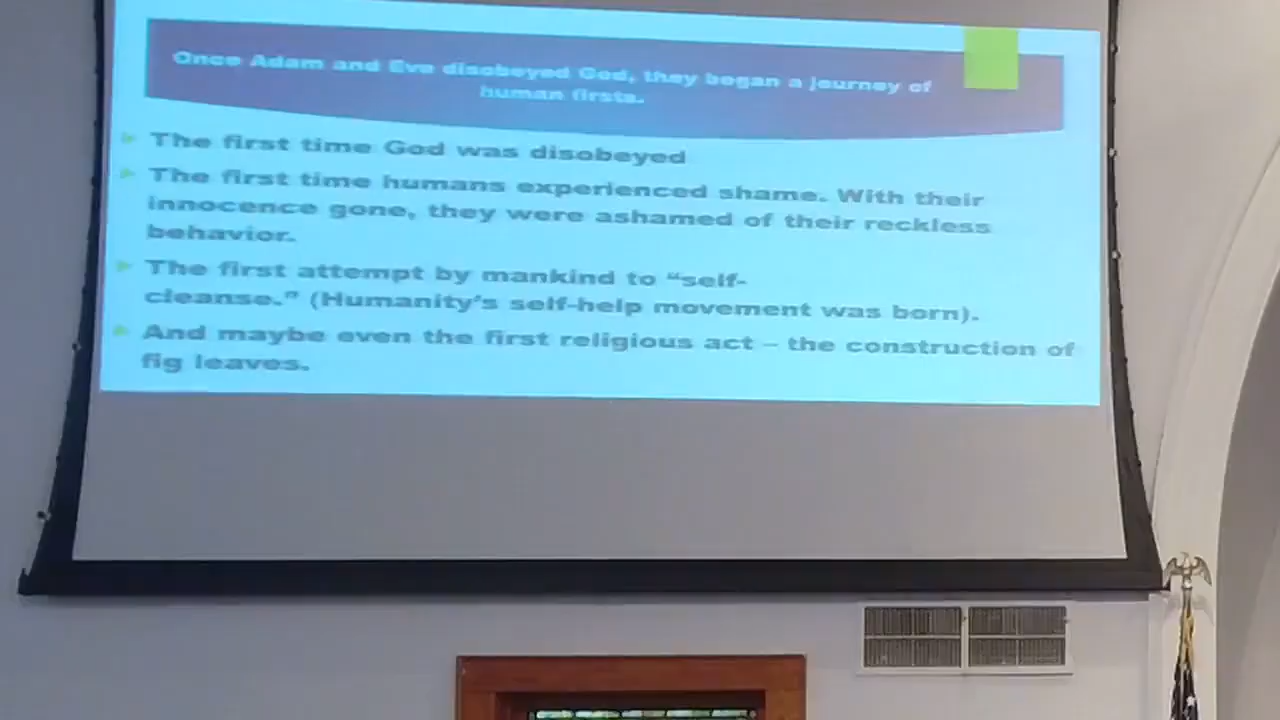 Once Adam and Eve disobeyed God, they began a journey of
human firsts.
The first time God was disobeyed
The first time humans experienced shame. With their
innocence gone, they were ashamed of their reckless
behavior.
The first attempt by mankind to “self-
cleanse.” (Humanity’s self-help movement was born).
And maybe even the first religious act – the construction of
fig leaves.